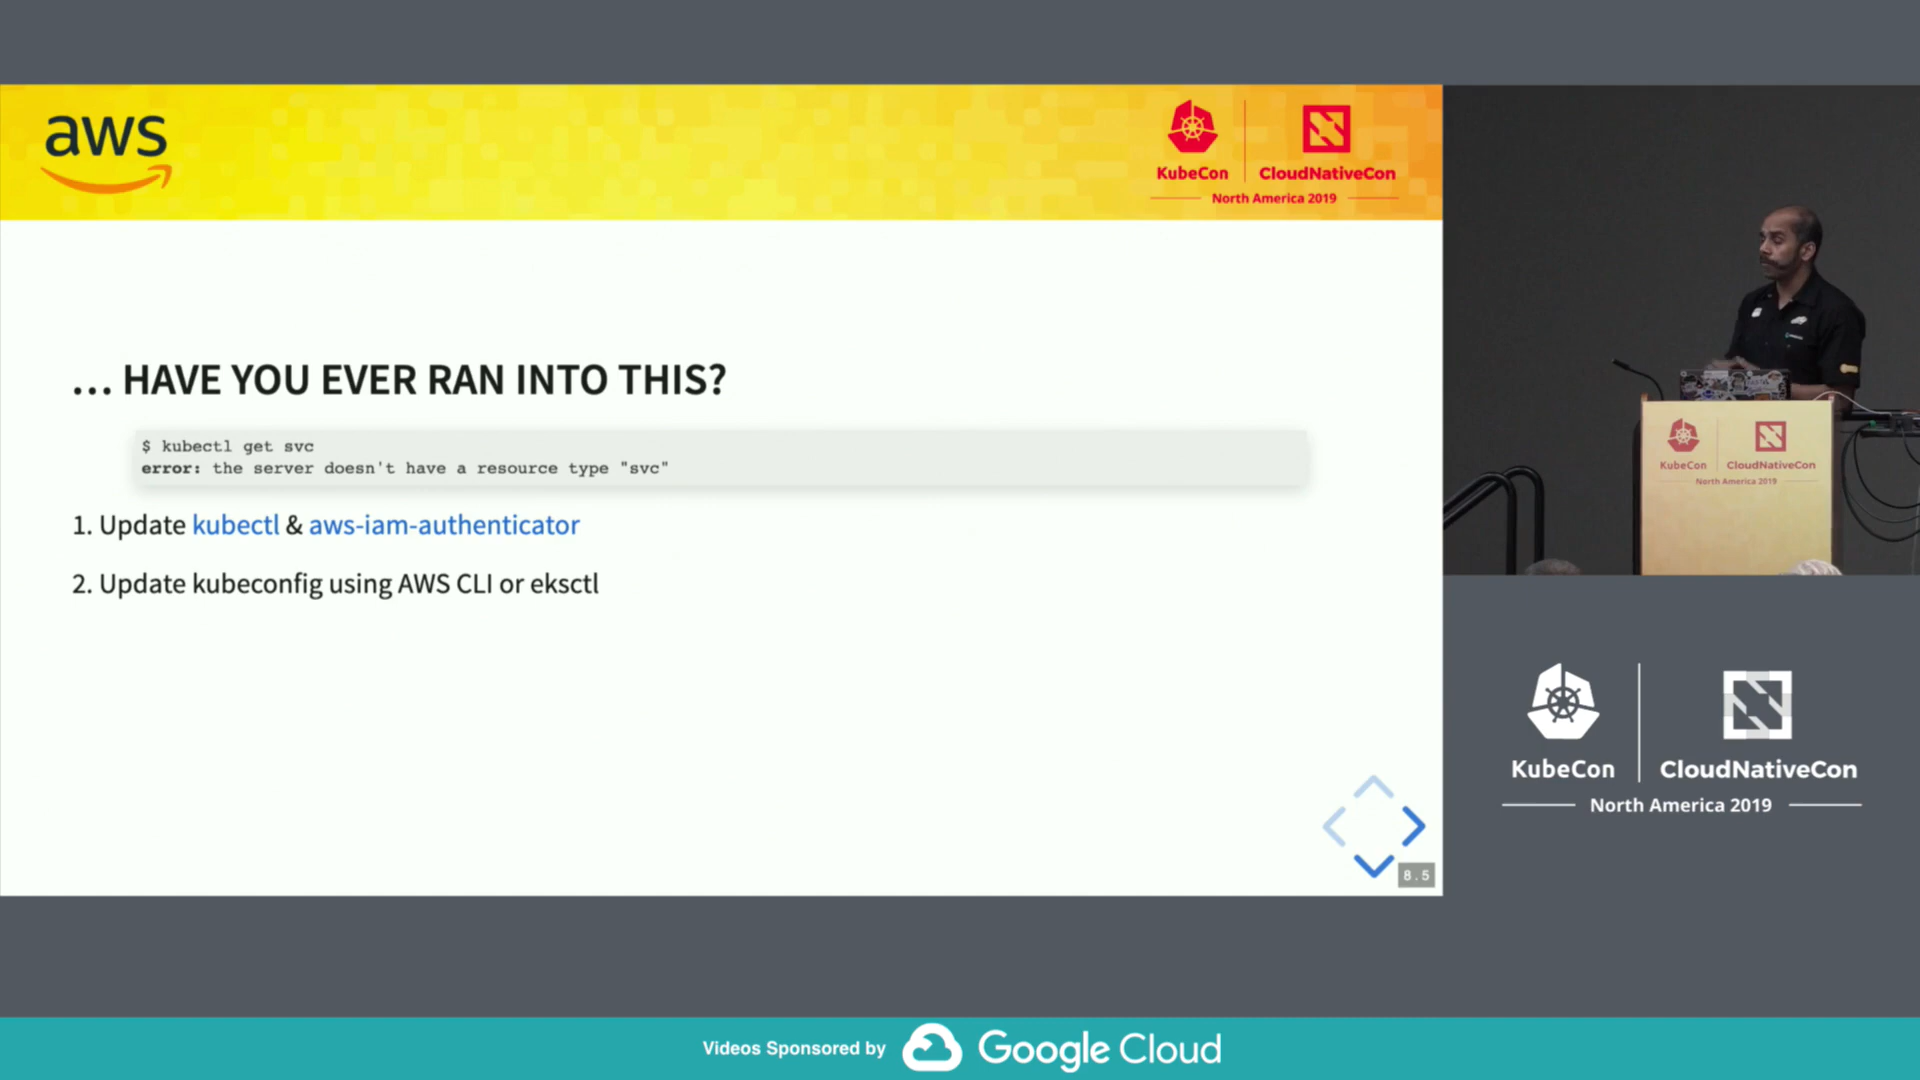 aws
KubeCon
CloudNativeCon
North America 2019
... HAVE YOU EVER RAN INTO THIS?
$ kubectl get svc
error: the server doesn't have a resource type "svc"
1. Update kubectl & aws-iam-authenticator
2. Update kubeconfig using AWS CLI or eksctl
8.5
KubeCon
CloudNativeCon
North America 2019
KubeCon
CloudNativeCon
North America 2019
Videos Sponsored by
Google Cloud